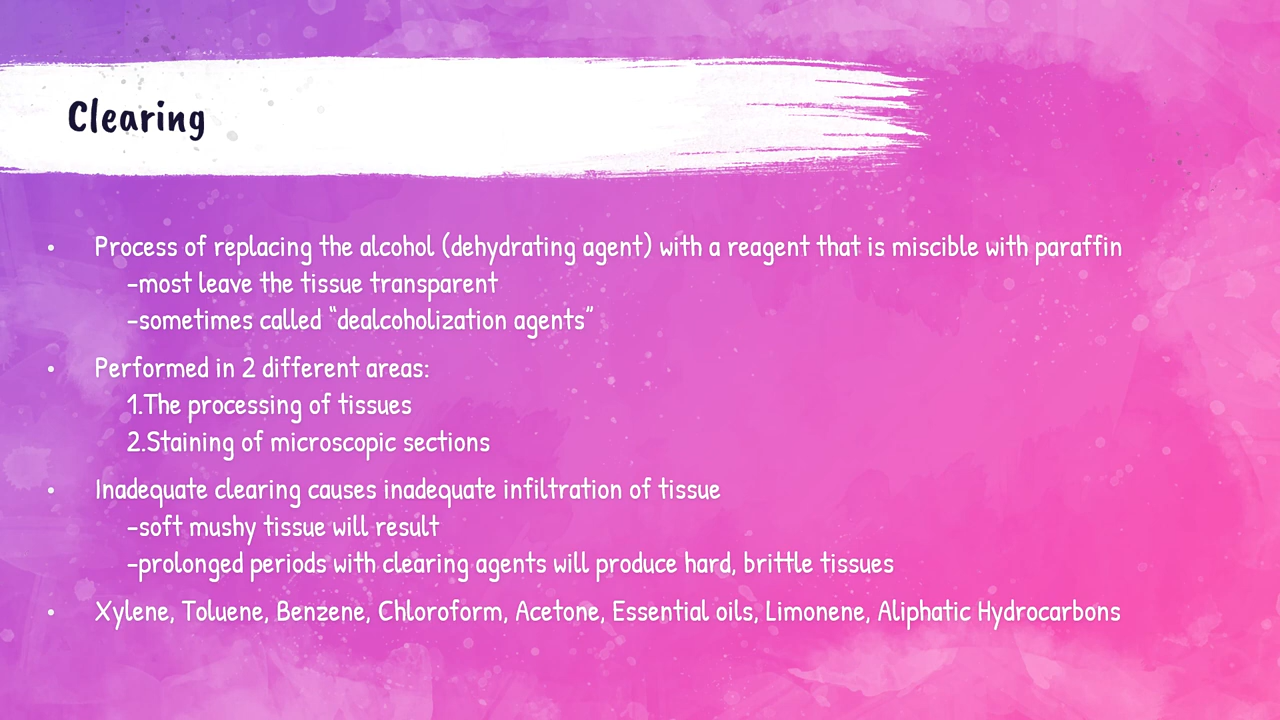 Clearing
• Process of replacing the alcohol (dehydrating agent) with a reagent that is miscible with paraffin
-most leave the tissue transparent
-sometimes called “dealcoholization agents”
• Performed in 2 different areas:
1.The processing of tissues
2.Staining of microscopic sections
• Inadequate clearing causes inadequate infiltration of tissue
-soft mushy tissue will result
-prolonged periods with clearing agents will produce hard, brittle tissues
• Xylene, Toluene, Benzene, Chloroform, Acetone, Essential oils, Limonene, Aliphatic Hydrocarbons